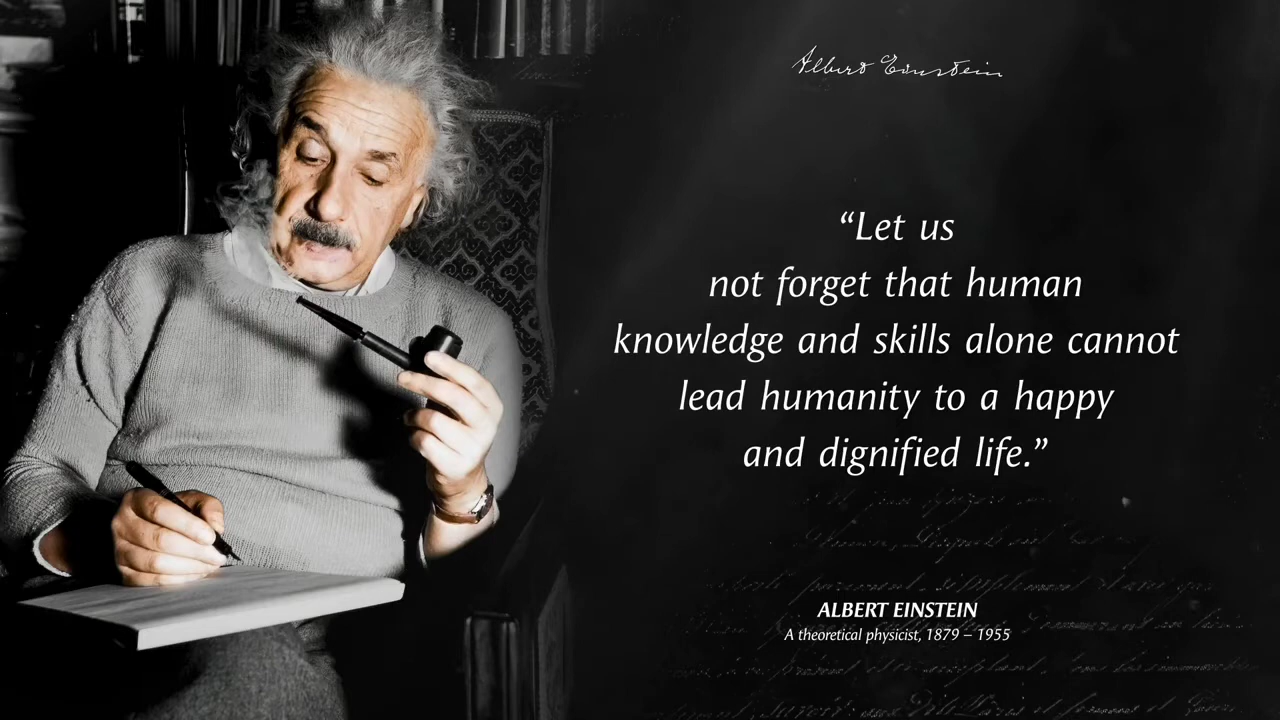 Albert Einstein
“Let us
not forget that human
knowledge and skills alone cannot
lead humanity to a happy
and dignified life.”
ALBERT EINSTEIN
A theoretical physicist, 1879 – 1955